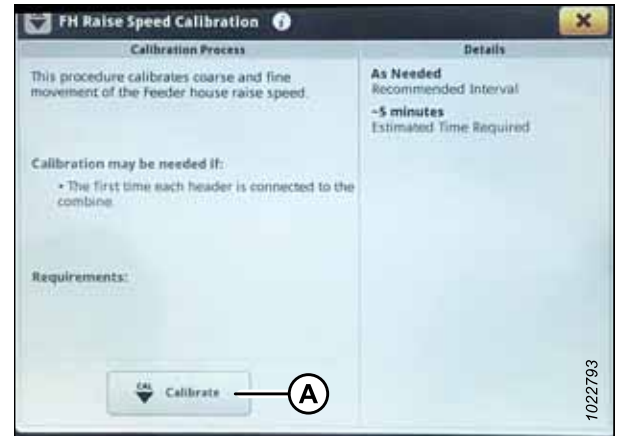 FH Raise Speed Calibration i
Calibration Process
This procedure calibrates coarse and fine
movement of the Feeder house raise speed.
Calibration may be needed if:
• The first time each header is connected to the
combine.
Requirements:
CAL Calibrate
A
Details
As Needed
Recommended Interval
~5 minutes
Estimated Time Required
1022793